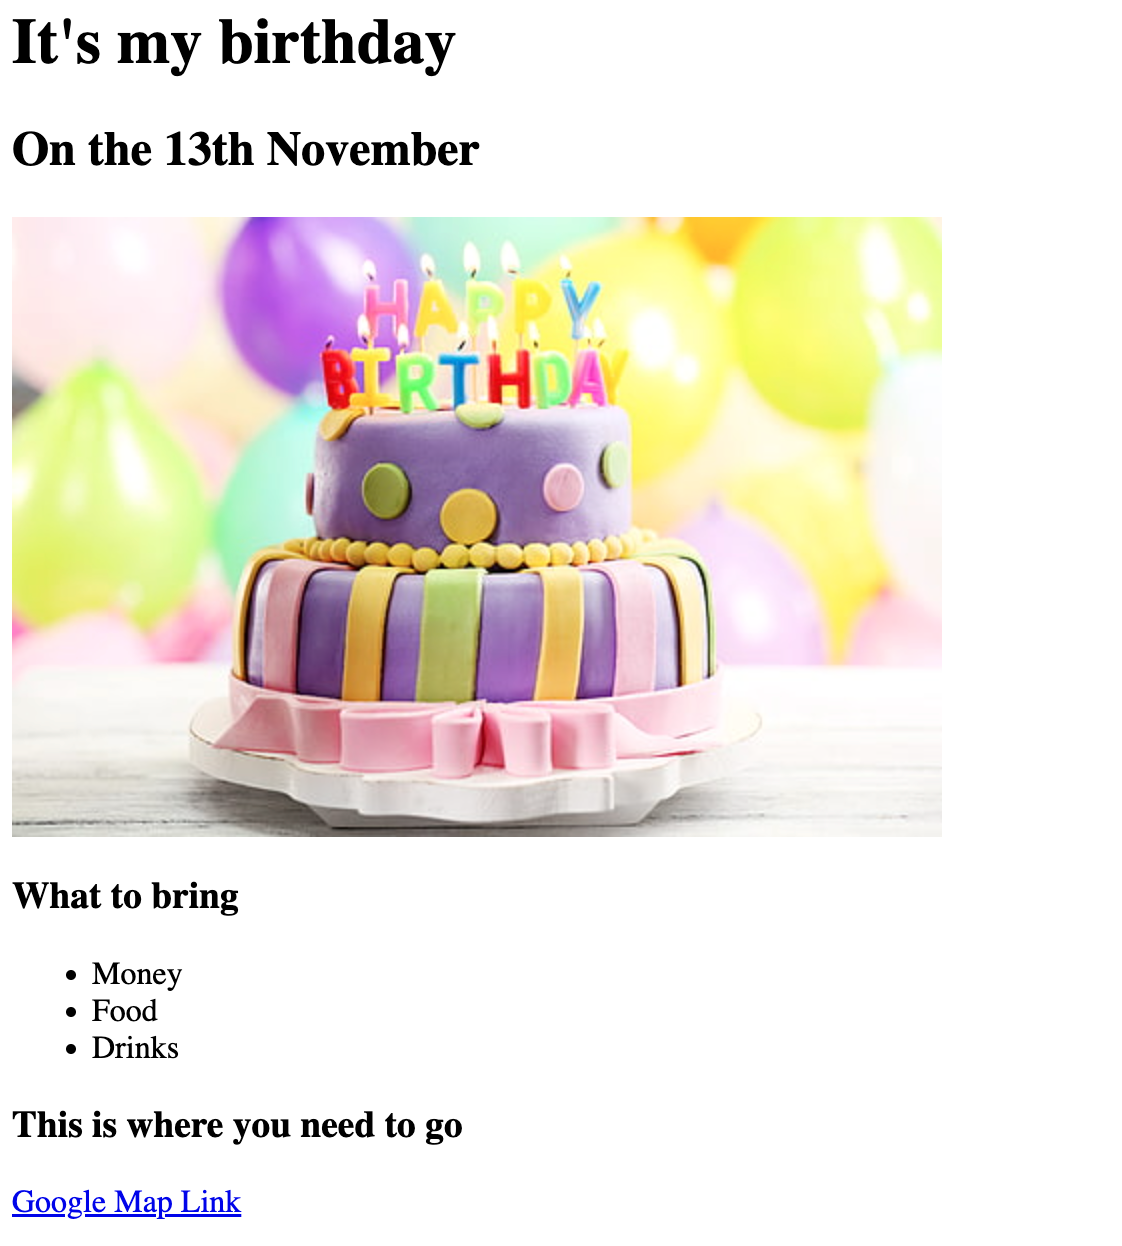 It's my birthday
On the 13th November
HAPPY
BIRTHDAY
What to bring
Money
Food
Drinks
This is where you need to go
Google Map Link